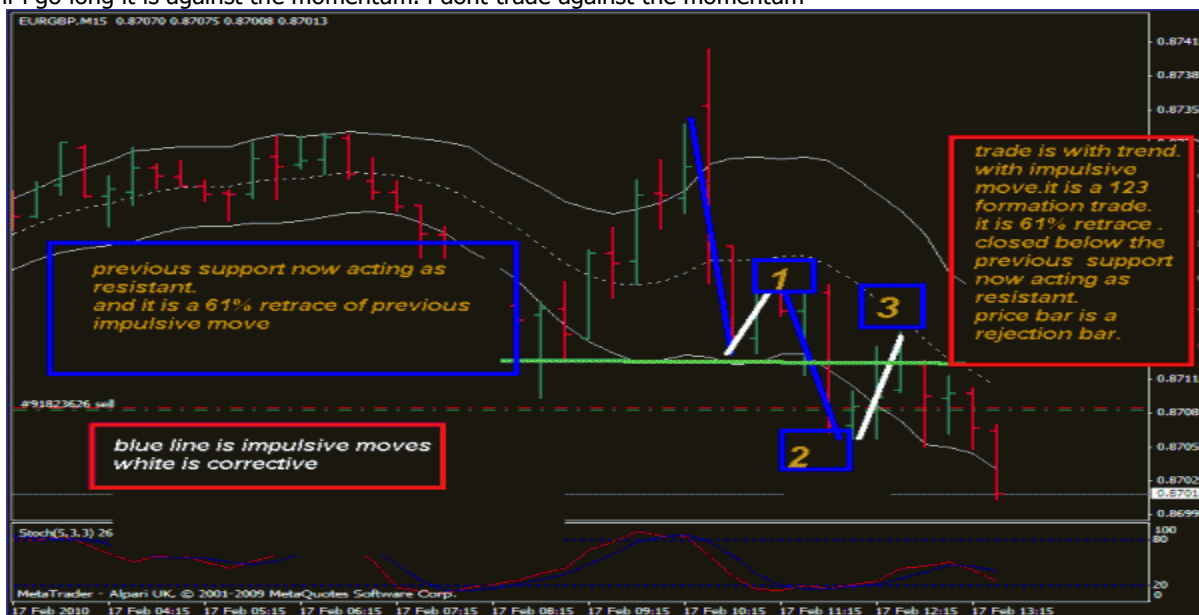 if I go long it is against the momentum. I dont trade against the momentum
EURGBP,M15 0.87070 0.87075 0.87008 0.87013
0.87415
0.8738
0.8735
trade is with trend.
with impulsive
move.it is a 123
formation trade.
it is 61% retrace .
closed below the
previous support
now acting as
resistant.
price bar is a
rejection bar.
previous support now acting as
resistant.
and it is a 61% retrace of previous
impulsive move
1
3
2
0.87115
#91823626 sell
0.8708
blue line is impulsive moves
white is corrective
0.8705
0.8702
0.8701
0.8699
Stoch(5,3,3) 26
100
80
20
0
MetaTrader - Alpari UK, © 2001-2009 MetaQuotes Software Corp.
17 Feb 2010 17 Feb 04:15 17 Feb 05:15 17 Feb 06:15 17 Feb 07:15 17 Feb 08:15 17 Feb 09:15 17 Feb 10:15 17 Feb 11:15 17 Feb 12:15 17 Feb 13:15